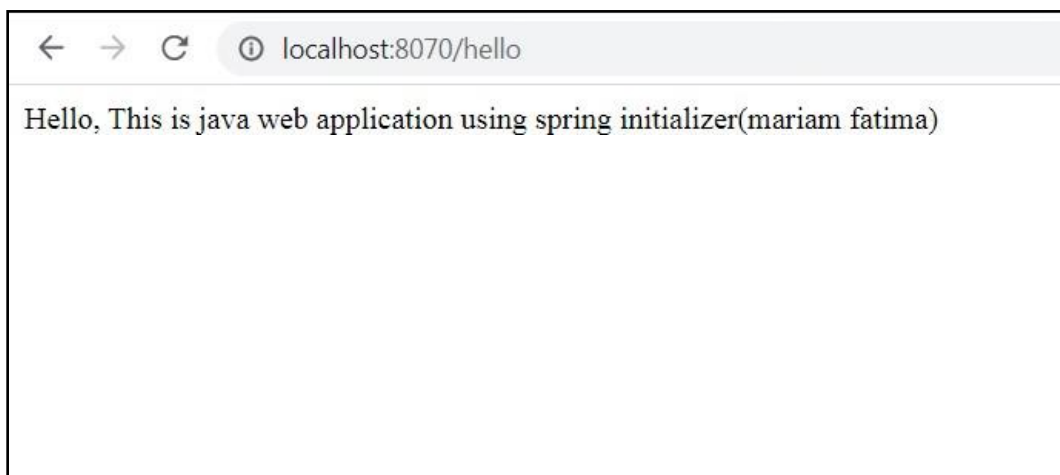 localhost:8070/hello
Hello, This is java web application using spring initializer(mariam fatima)